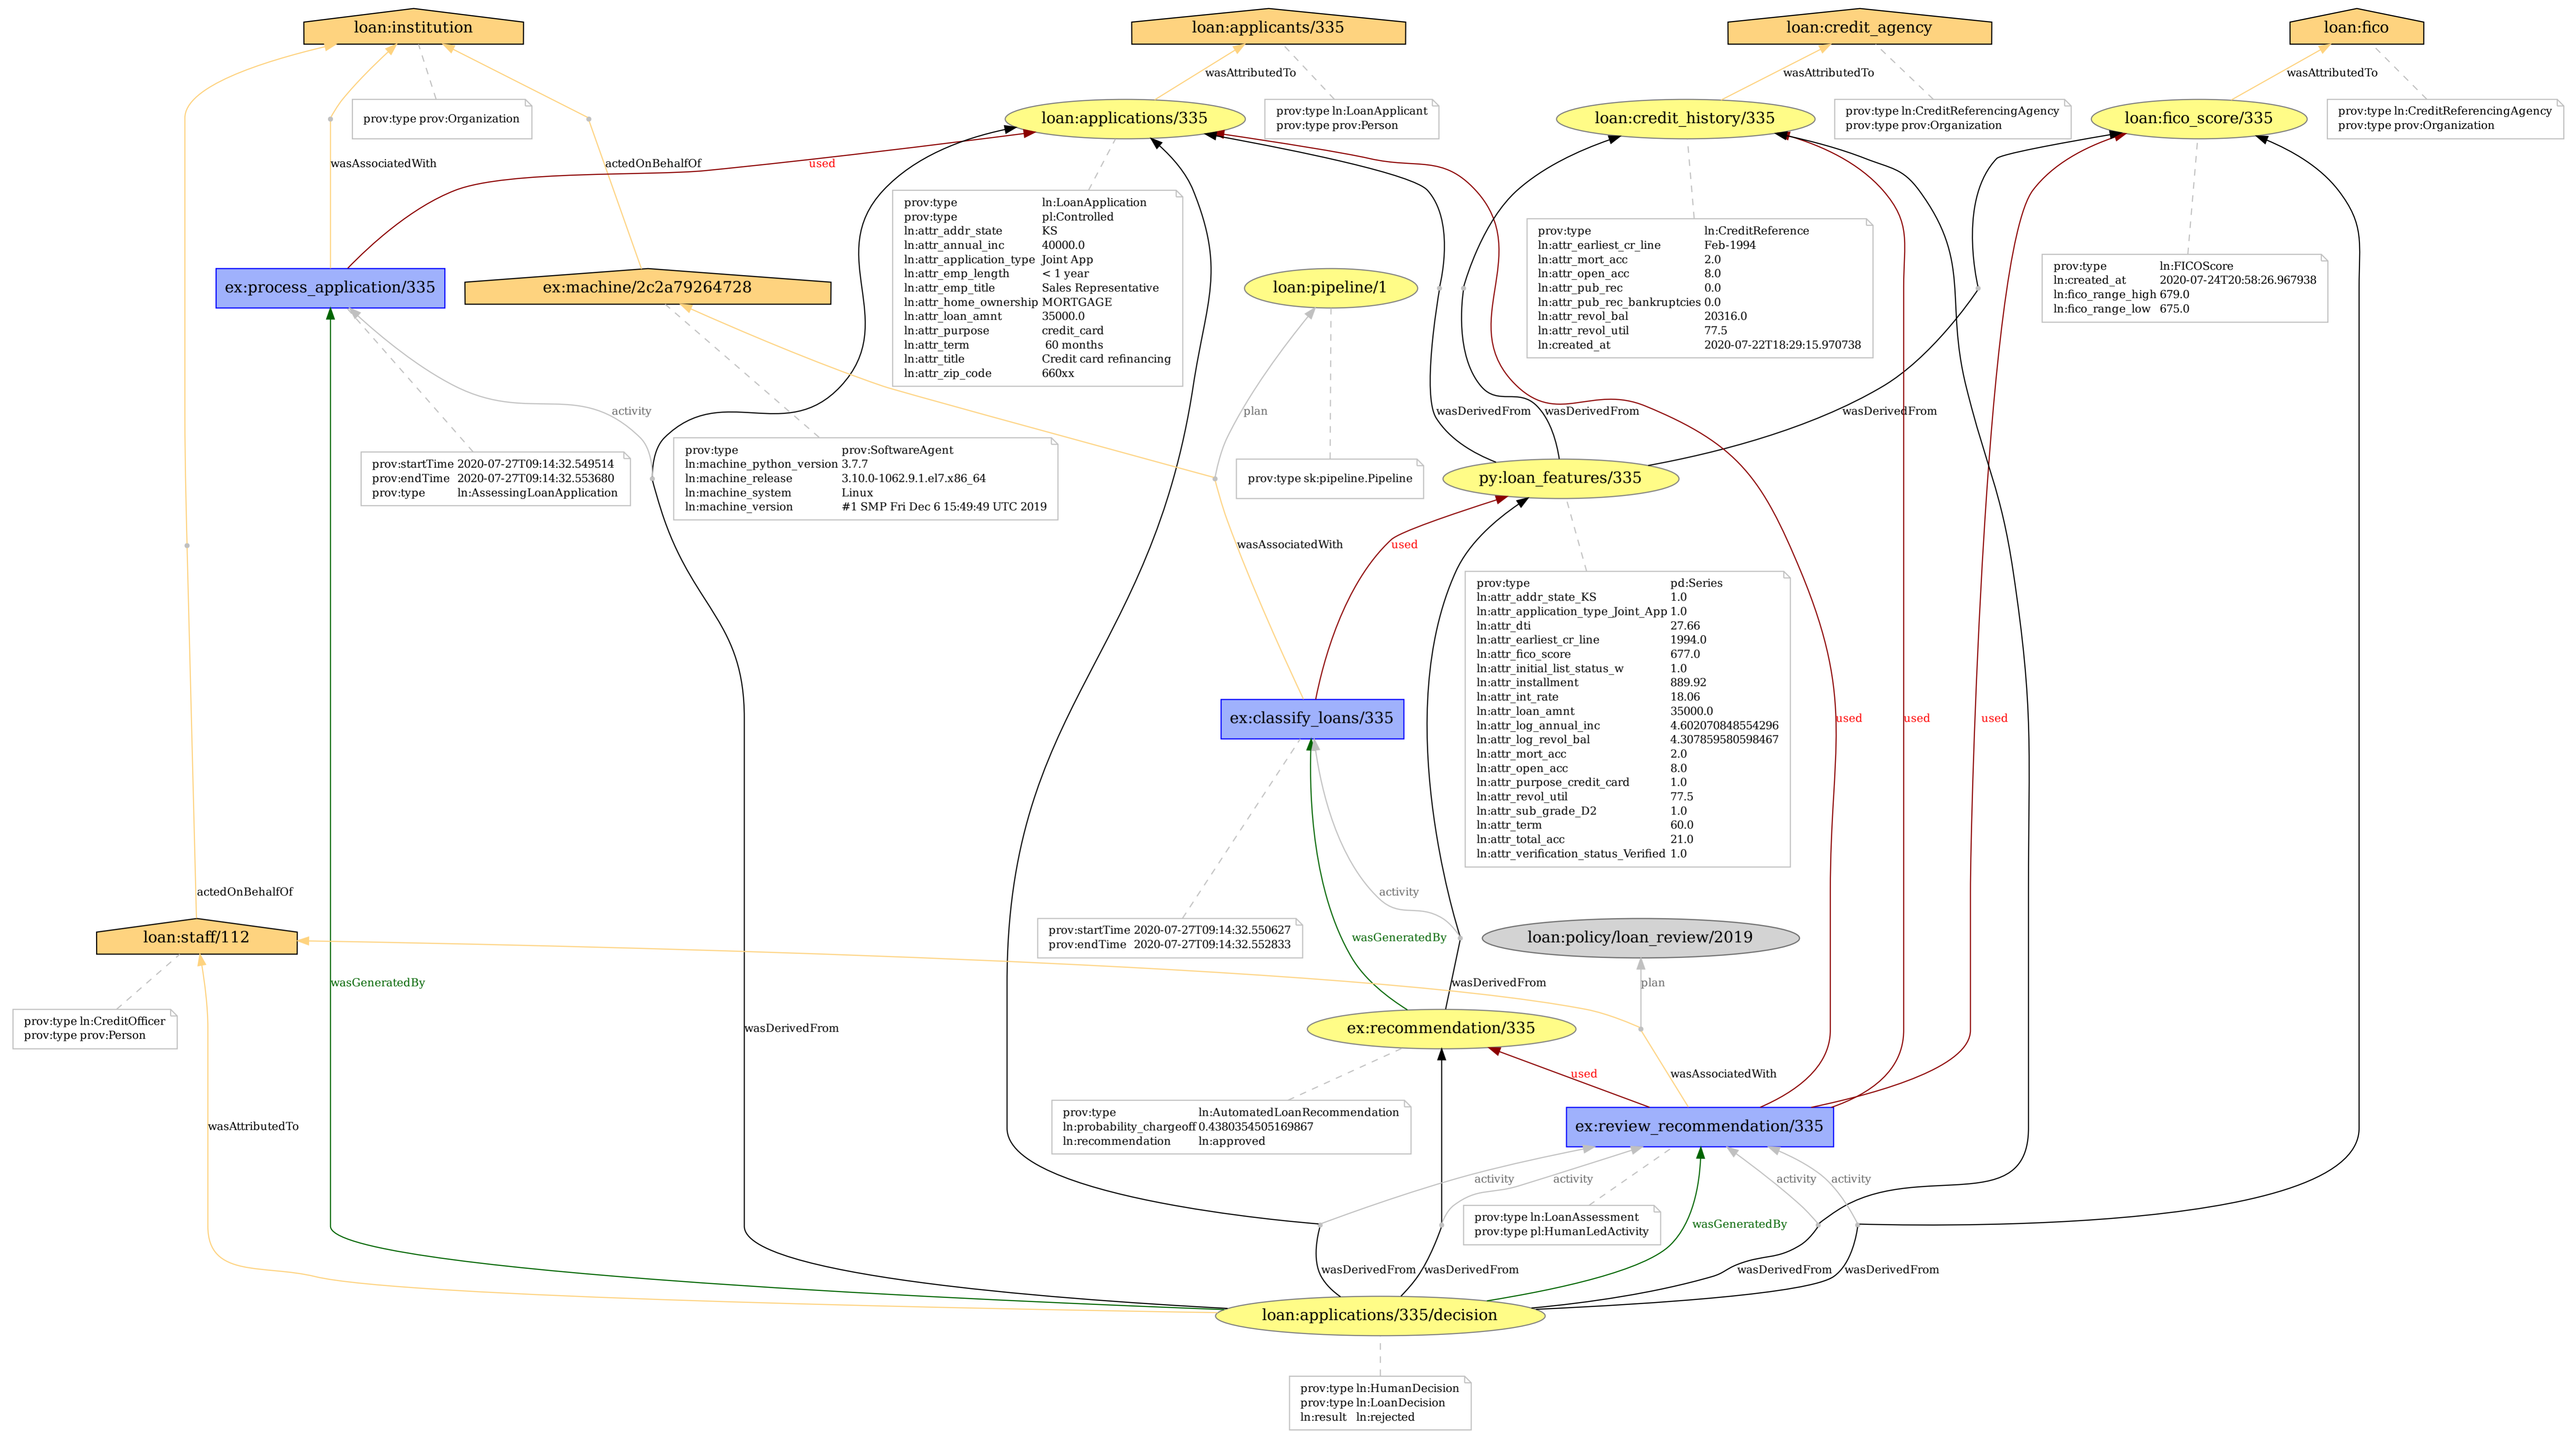 loan:institution
loan:applicants/335
loan:credit_agency
loan:fico
wasAttributedTo
wasAttributedTo
wasAttributedTo
prov:type prov:Organization
loan:applications/335
prov:type ln:LoanApplicant
prov:type prov:Person
loan:credit_history/335
prov:type ln:CreditReferencingAgency
prov:type prov:Organization
loan:fico_score/335
prov:type ln:CreditReferencingAgency
prov:type prov:Organization
wasAssociatedWith
actedOnBehalfOf
used
prov:type ln:LoanApplication
prov:type pl:Controlled
ln:attr_addr_state KS
ln:attr_annual_inc 40000.0
ln:attr_application_type Joint App
ln:attr_emp_length < 1 year
ln:attr_emp_title Sales Representative
ln:attr_home_ownership MORTGAGE
ln:attr_loan_amnt 35000.0
ln:attr_purpose credit_card
ln:attr_term 60 months
ln:attr_title Credit card refinancing
ln:attr_zip_code 660xx
prov:type ln:CreditReference
ln:attr_earliest_cr_line Feb-1994
ln:attr_mort_acc 2.0
ln:attr_open_acc 8.0
ln:attr_pub_rec 0.0
ln:attr_pub_rec_bankruptcies 0.0
ln:attr_revol_bal 20316.0
ln:attr_revol_util 77.5
ln:created_at 2020-07-22T18:29:15.970738
prov:type ln:FICOScore
ln:created_at 2020-07-24T20:58:26.967938
ln:fico_range_high 679.0
ln:fico_range_low 675.0
ex:process_application/335
ex:machine/2c2a79264728
loan:pipeline/1
activity
plan
wasDerivedFrom
wasDerivedFrom
wasDerivedFrom
prov:startTime 2020-07-27T09:14:32.549514
prov:endTime 2020-07-27T09:14:32.553680
prov:type ln:AssessingLoanApplication
prov:type prov:SoftwareAgent
ln:machine_python_version 3.7.7
ln:machine_release 3.10.0-1062.9.1.el7.x86_64
ln:machine_system Linux
ln:machine_version #1 SMP Fri Dec 6 15:49:49 UTC 2019
prov:type sk:pipeline.Pipeline
py:loan_features/335
wasAssociatedWith
used
prov:type pd:Series
ln:attr_addr_state_KS 1.0
ln:attr_application_type_Joint_App 1.0
ln:attr_dti 27.66
ln:attr_earliest_cr_line 1994.0
ln:attr_fico_score 677.0
ln:attr_initial_list_status_w 1.0
ln:attr_installment 889.92
ln:attr_int_rate 18.06
ln:attr_loan_amnt 35000.0
ln:attr_log_annual_inc 4.602070848554296
ln:attr_log_revol_bal 4.307859580598467
ln:attr_mort_acc 2.0
ln:attr_open_acc 8.0
ln:attr_purpose_credit_card 1.0
ln:attr_revol_util 77.5
ln:attr_sub_grade_D2 1.0
ln:attr_term 60.0
ln:attr_total_acc 21.0
ln:attr_verification_status_Verified 1.0
ex:classify_loans/335
used
used
used
actedOnBehalfOf
activity
loan:staff/112
prov:startTime 2020-07-27T09:14:32.550627
prov:endTime 2020-07-27T09:14:32.552833
wasGeneratedBy
loan:policy/loan_review/2019
wasGeneratedBy
wasDerivedFrom
plan
prov:type ln:CreditOfficer
prov:type prov:Person
wasDerivedFrom
ex:recommendation/335
used
wasAssociatedWith
prov:type ln:AutomatedLoanRecommendation
ln:probability_chargeoff 0.4380354505169867
ln:recommendation ln:approved
wasAttributedTo
ex:review_recommendation/335
activity
activity
activity
activity
prov:type ln:LoanAssessment
prov:type pl:HumanLedActivity
wasGeneratedBy
wasDerivedFrom
wasDerivedFrom
wasDerivedFrom
wasDerivedFrom
loan:applications/335/decision
prov:type ln:HumanDecision
prov:type ln:LoanDecision
ln:result ln:rejected